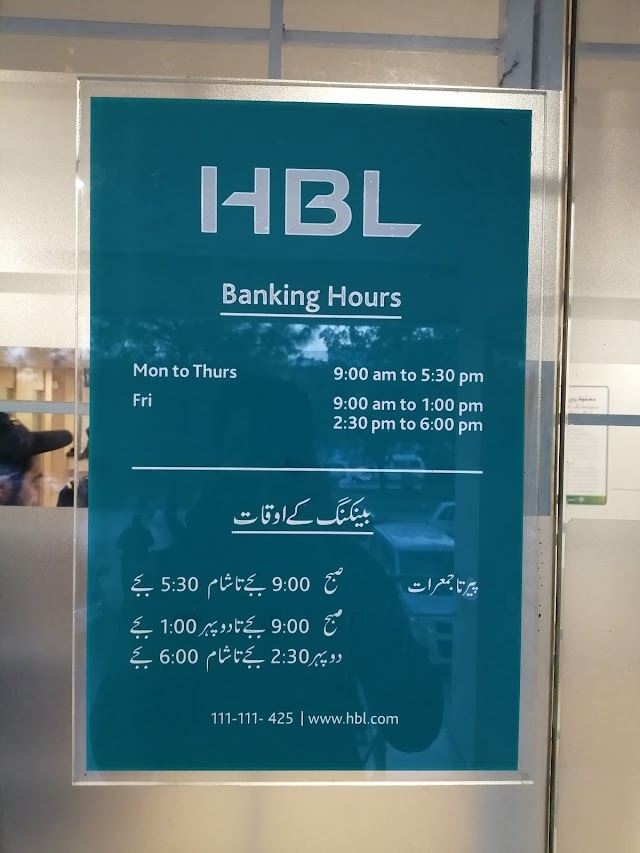 HBL
Banking Hours
Mon to Thurs 9:00 am to 5:30 pm
Fri 9:00 am to 1:00 pm
2:30 pm to 6:00 pm
بینکنگ کے اوقات
پیر تا جمعرات صبح 9:00 بجے تا شام 5:30 بجے
صبح 9:00 بجے تا دوپہر 1:00 بجے
دوپہر 2:30 بجے تا شام 6:00 بجے
111-111- 425 | www.hbl.com